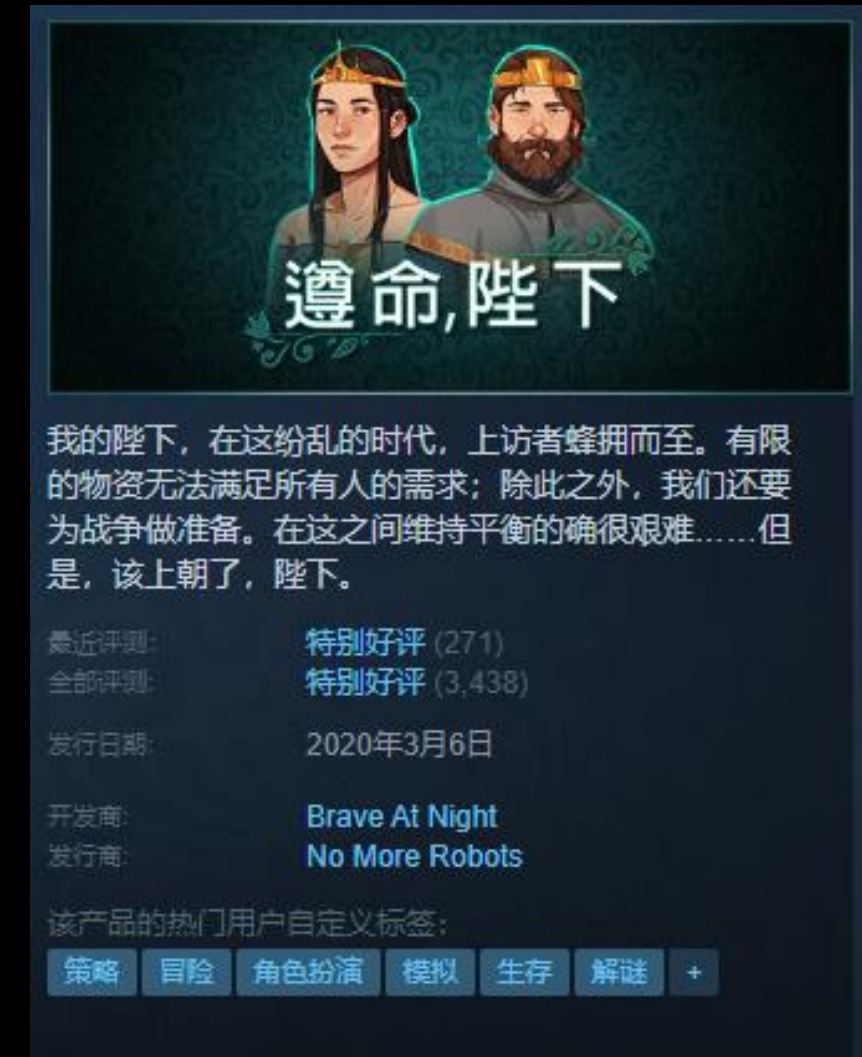 遵命,陛下
我的陛下，在这纷乱的时代，上访者蜂拥而至。有限
的物资无法满足所有人的需求；除此之外，我们还要
为战争做准备。在这之间维持平衡的确很艰难……但
是，该上朝了，陛下。
最近评测: 特别好评 (271)
全部评测: 特别好评 (3,438)
发行日期: 2020年3月6日
开发商: Brave At Night
发行商: No More Robots
该产品的热门用户自定义标签:
策略 冒险 角色扮演 模拟 生存 解谜 +